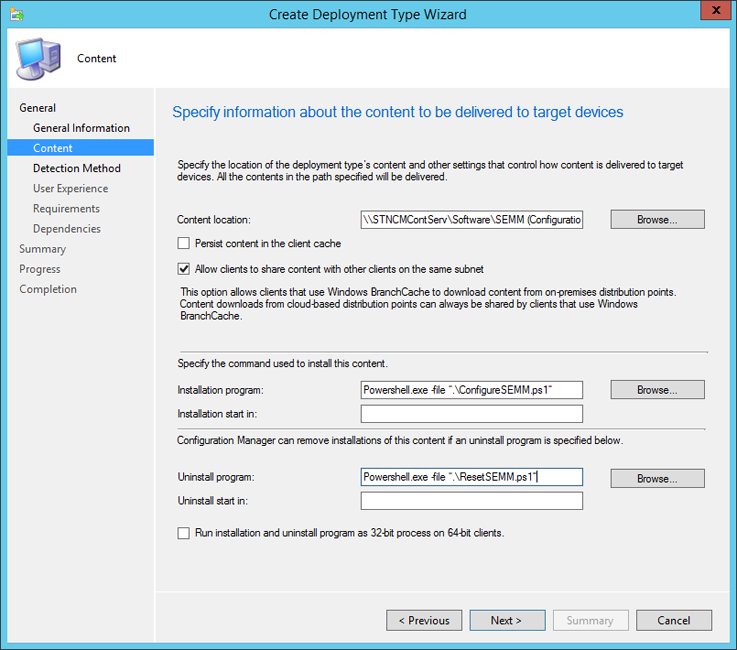 Create Deployment Type Wizard
x
Content
General
General Information
Content
Detection Method
User Experience
Requirements
Dependencies
Summary
Progress
Completion
Specify information about the content to be delivered to target devices
Specify the location of the deployment type's content and other settings that control how content is delivered to target
devices. All the contents in the path specified will be delivered.
Content location:
\\STNCMContServ\Software\SEMM (Configuratio
Browse...
Persist content in the client cache
Allow clients to share content with other clients on the same subnet
This option allows clients that use Windows BranchCache to download content from on-premises distribution points.
Content downloads from cloud-based distribution points can always be shared by clients that use Windows
BranchCache.
Specify the command used to install this content.
Installation program:
Powershell.exe -file ".\ConfigureSEMM.ps1"
Browse...
Installation start in:
Configuration Manager can remove installations of this content if an uninstall program is specified below.
Uninstall program:
Powershell.exe -file ".\ResetSEMM.ps1"
Browse...
Uninstall start in:
Run installation and uninstall program as 32-bit process on 64-bit clients.
< Previous
Next >
Summary
Cancel